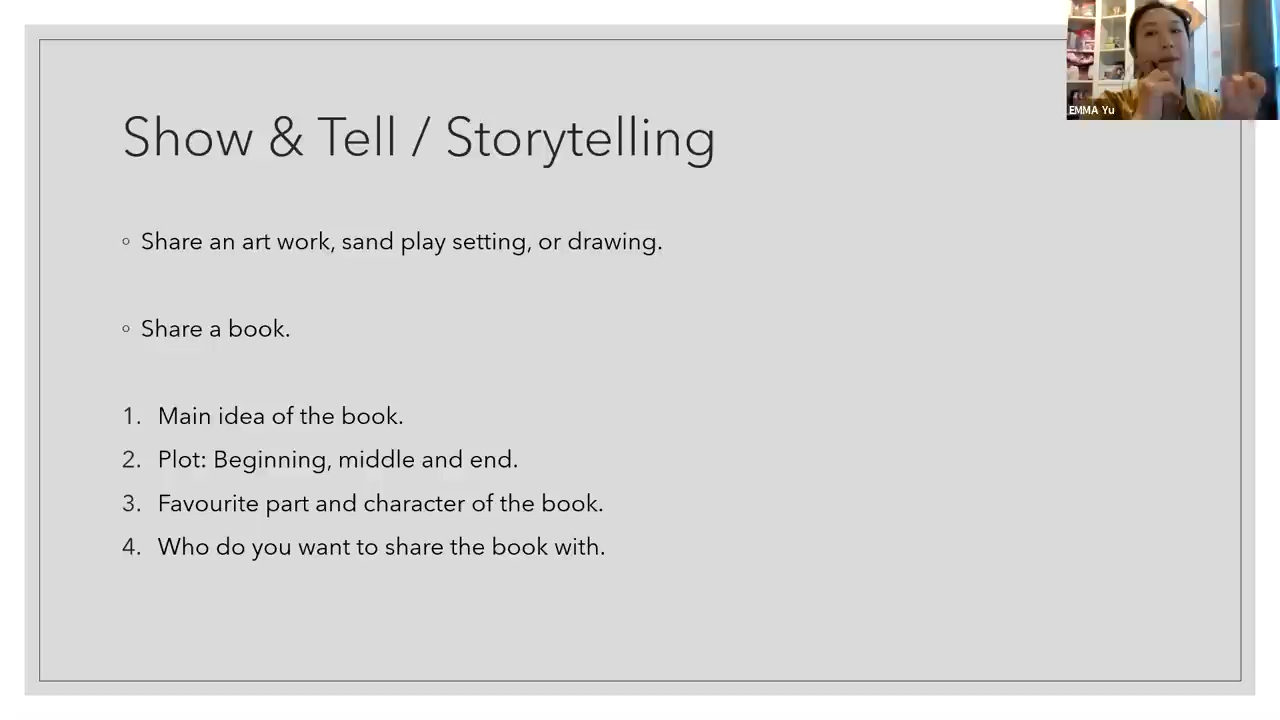 EMMA Yu
Show & Tell / Storytelling
◦ Share an art work, sand play setting, or drawing.
◦ Share a book.
1. Main idea of the book.
2. Plot: Beginning, middle and end.
3. Favourite part and character of the book.
4. Who do you want to share the book with.